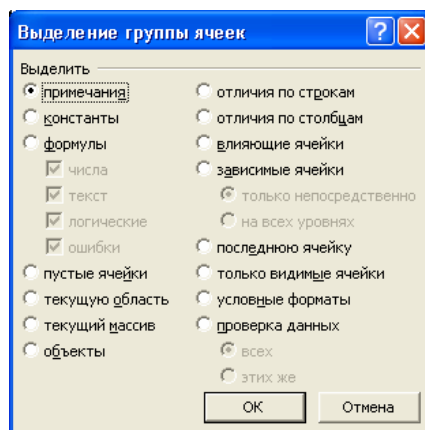 Выделение группы ячеек
Выделить
примечания
константы
формулы
числа
текст
логические
ошибки
пустые ячейки
текущую область
текущий массив
объекты
отличия по строкам
отличия по столбцам
влияющие ячейки
зависимые ячейки
только непосредственно
на всех уровнях
последнюю ячейку
только видимые ячейки
условные форматы
проверка данных
всех
этих же
ОК
Отмена